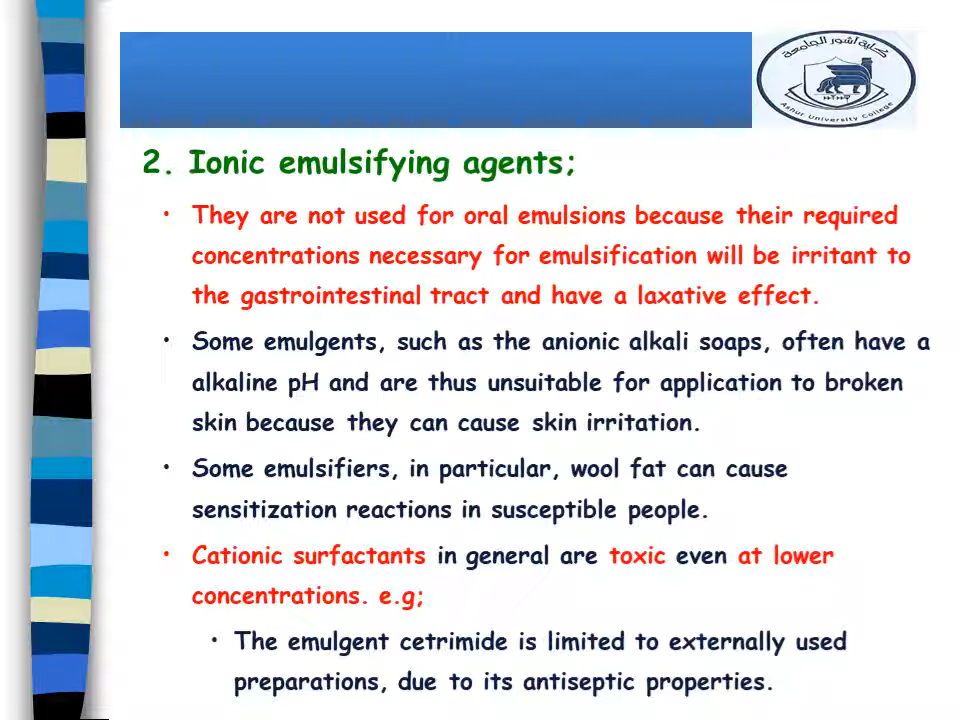 كلية اشور الجامعة
Ashur University College
2. Ionic emulsifying agents;
• They are not used for oral emulsions because their required
concentrations necessary for emulsification will be irritant to
the gastrointestinal tract and have a laxative effect.
• Some emulgents, such as the anionic alkali soaps, often have a
alkaline pH and are thus unsuitable for application to broken
skin because they can cause skin irritation.
• Some emulsifiers, in particular, wool fat can cause
sensitization reactions in susceptible people.
• Cationic surfactants in general are toxic even at lower
concentrations. e.g;
• The emulgent cetrimide is limited to externally used
preparations, due to its antiseptic properties.